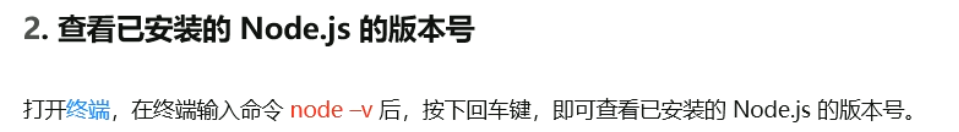 2. 查看已安装的 Node.js 的版本号
打开终端，在终端输入命令 node –v 后，按下回车键，即可查看已安装的 Node.js 的版本号。